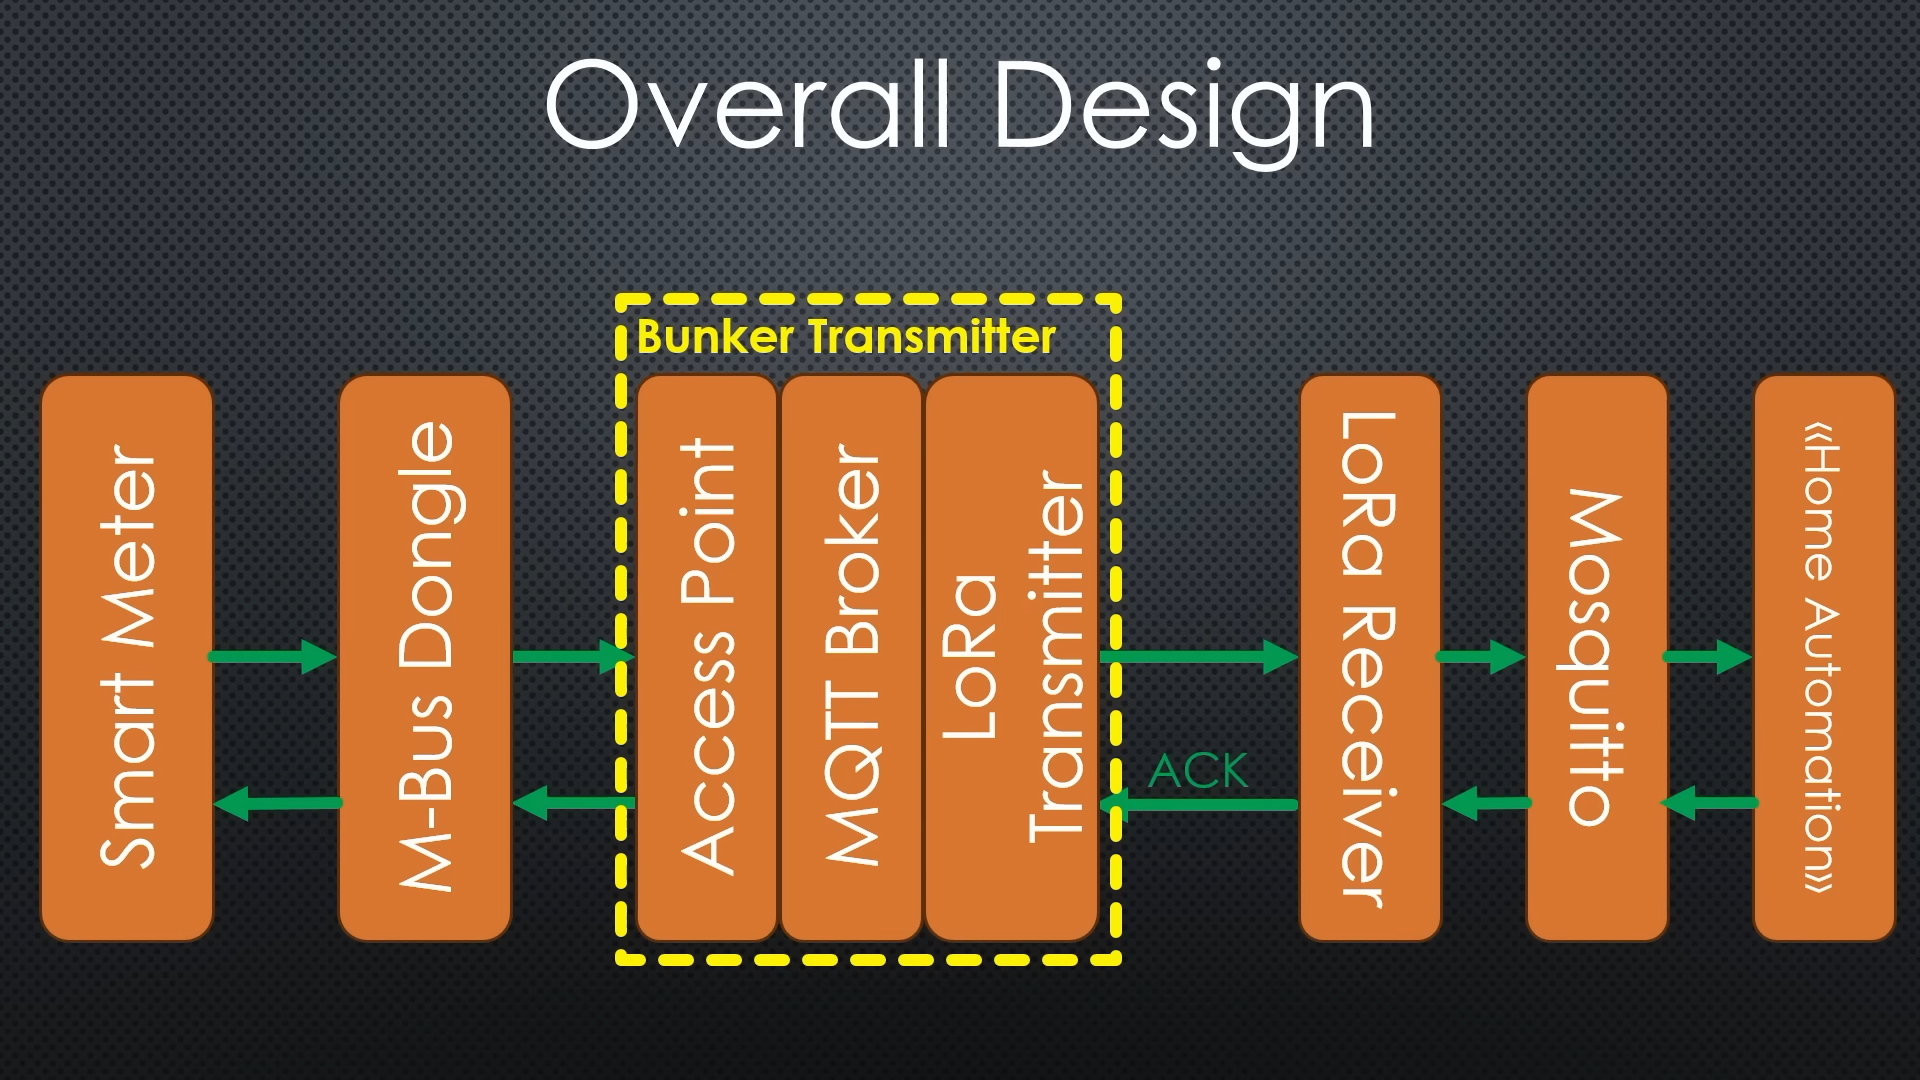 Overall Design
Bunker Transmitter
Smart Meter
M-Bus Dongle
Access Point
MQTT Broker
LoRa
Transmitter
ACK
LoRa Receiver
Mosquitto
«Home Automation»